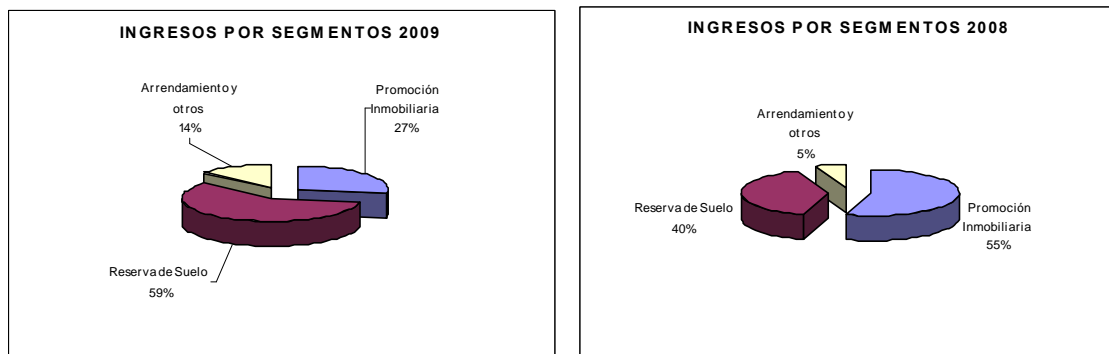 INGRESOS POR SEGMENTOS 2009
Arrendamiento y
otros
14%
Promoción
Inmobiliaria
27%
Reserva de Suelo
59%
INGRESOS POR SEGMENTOS 2008
Arrendamiento y
otros
5%
Reserva de Suelo
40%
Promoción
Inmobiliaria
55%